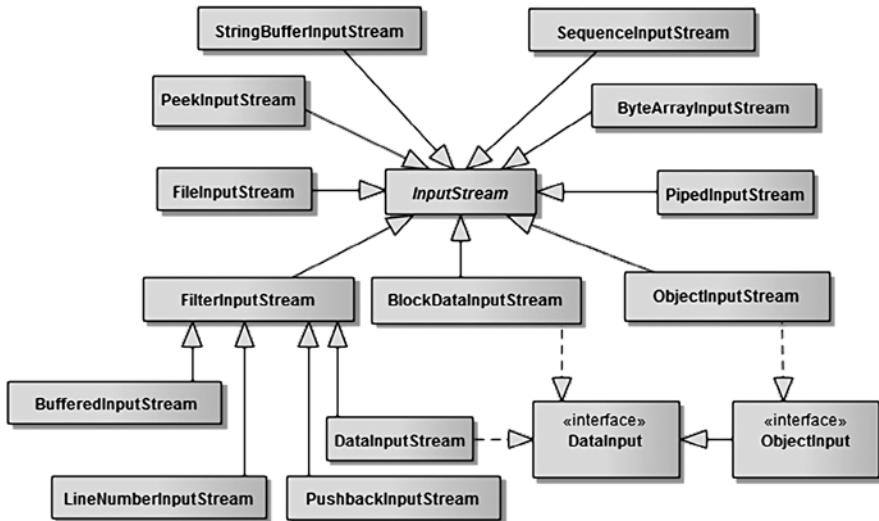 StringBufferInputStream
SequenceInputStream
PeekInputStream
ByteArrayInputStream
FileInputStream
InputStream
PipedInputStream
FilterInputStream
BlockDataInputStream
ObjectInputStream
BufferedInputStream
DataInputStream
«interface»
DataInput
«interface»
ObjectInput
LineNumberInputStream
PushbackInputStream